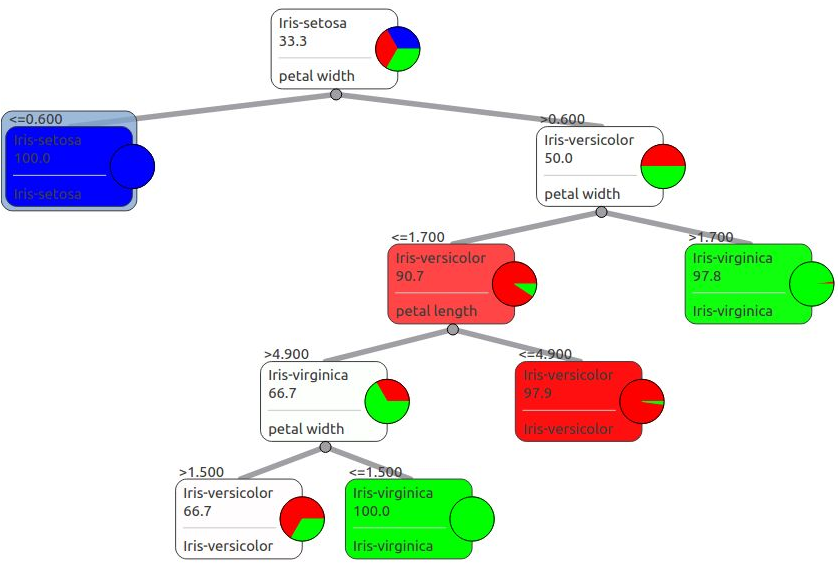 Iris-setosa
33.3
petal width
<=0.600
Iris-setosa
100.0
Iris-setosa
>0.600
Iris-versicolor
50.0
petal width
<=1.700
Iris-versicolor
90.7
petal length
>1.700
Iris-virginica
97.8
Iris-virginica
>4.900
Iris-virginica
66.7
petal width
<=4.900
Iris-versicolor
97.9
Iris-versicolor
>1.500
Iris-versicolor
66.7
Iris-versicolor
<=1.500
Iris-virginica
100.0
Iris-virginica